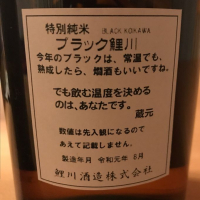 特別純米 BLACK KOIKAWA
ブラック鯉川
今年のブラックは、常温でも、
熟成したら、燗酒もいいですね。
でも飲む温度を決める
のは、あなたです。
蔵元
数値は先入観になるので
あえて記載しません。
製造年月 令和元年 6月
鯉川酒造株式会社